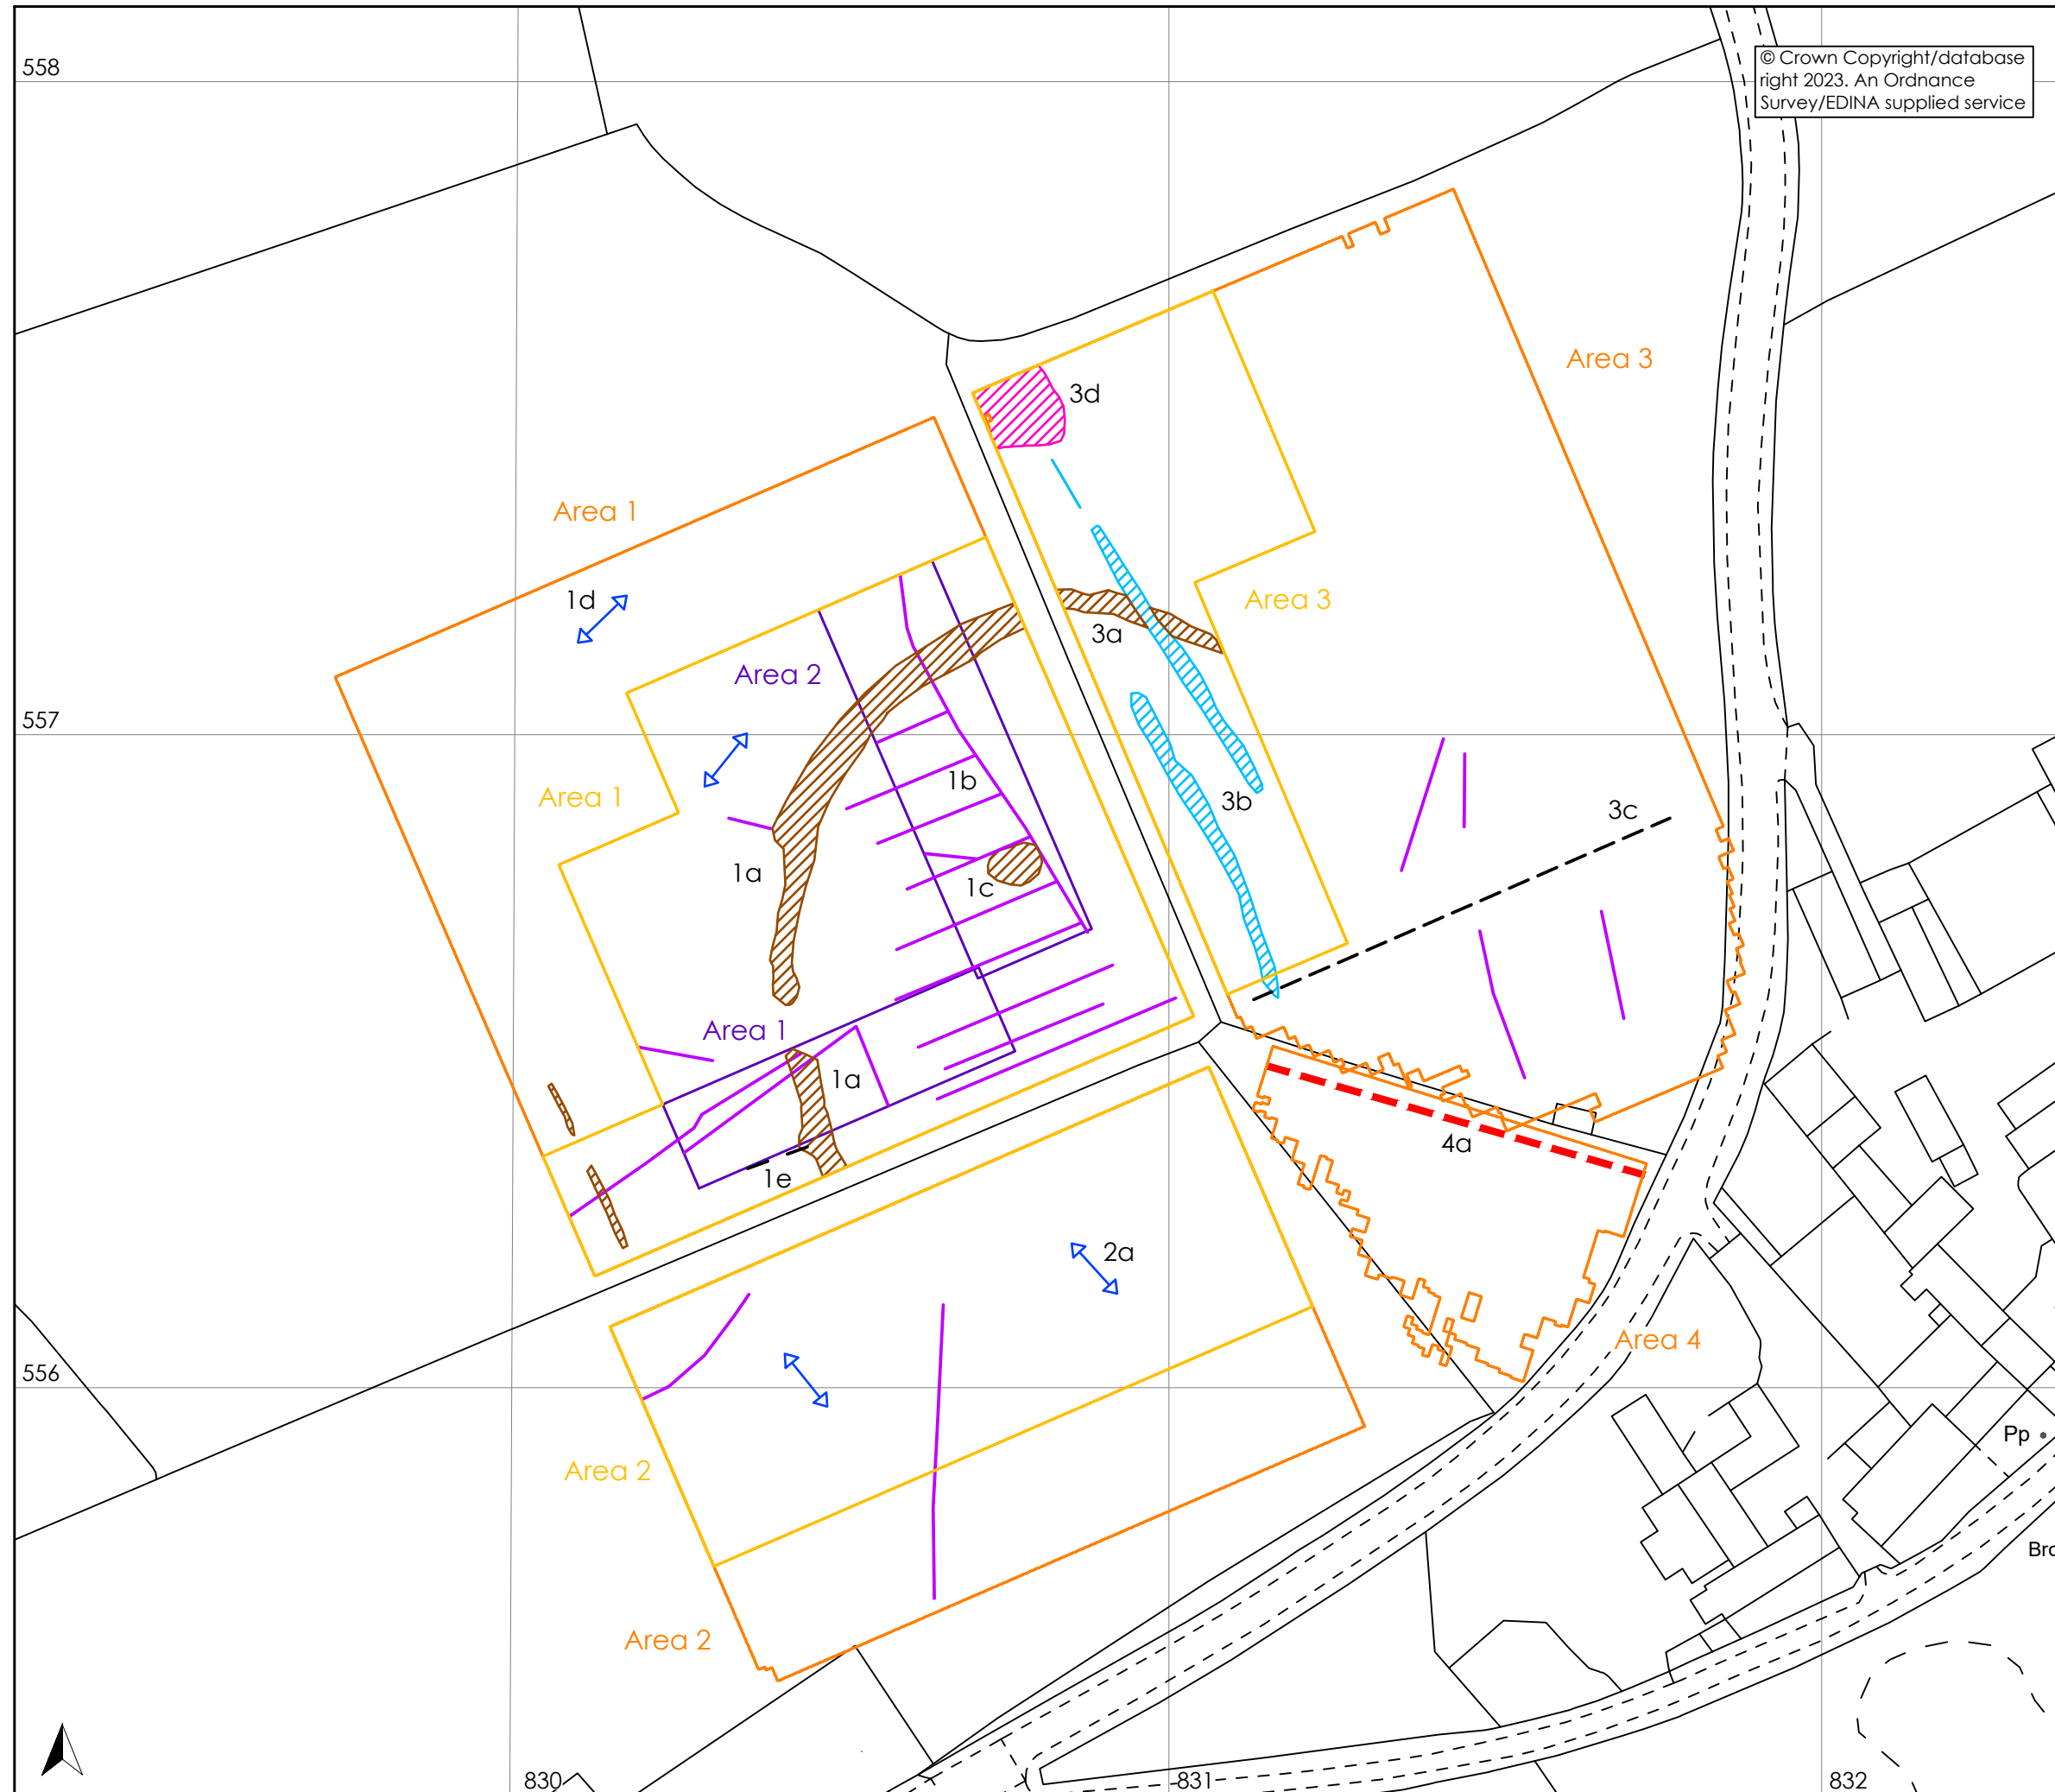 558
© Crown Copyright/database
right 2023. An Ordnance
Survey/EDINA supplied service
Area 3
3d
Area 1
1d
Area 3
3a
Area 2
557
1b
Area 1
3b
3c
1a
1c
Area 1
1a
4a
1e
2a
Area 4
556
Pp
Area 2
Bro
Area 2
830
831
832